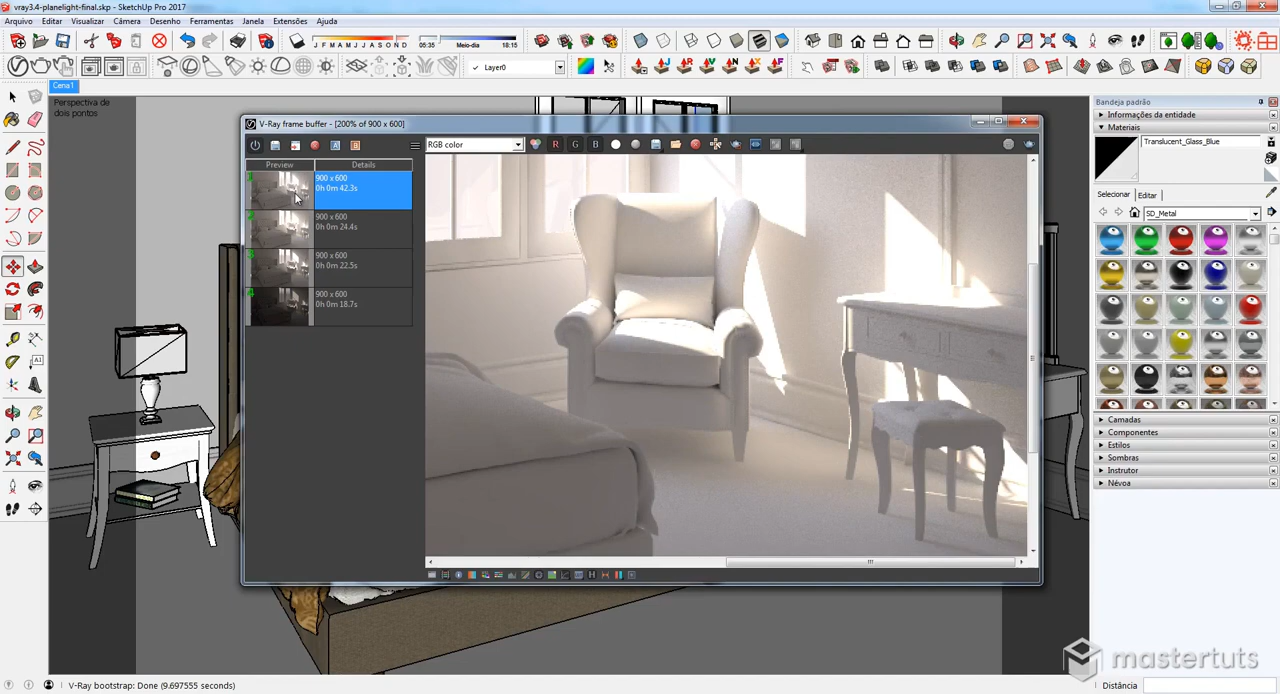 vray3.4-planelight-final.skp - SketchUp Pro 2017
Arquivo Editar Visualizar Câmera Desenho Ferramentas Janela Extensões Ajuda
J F M A M J J A S O N D 05:35 Meio-dia 18:15
Layer0
Cena1
Perspectiva de
dois pontos
V-Ray frame buffer - [200% of 900 x 600]
RGB color
R G B
Preview Details
900 x 600
0h 0m 42.3s
900 x 600
0h 0m 24.4s
900 x 600
0h 0m 22.5s
900 x 600
0h 0m 18.7s
Bandeja padrão
Informações da entidade
Materiais
Translucent_Glass_Blue
Selecionar Editar
SD_Metal
Camadas
Componentes
Estilos
Sombras
Instrutor
Névoa
mastertuts
V-Ray bootstrap: Done (9.697555 seconds)
Distância